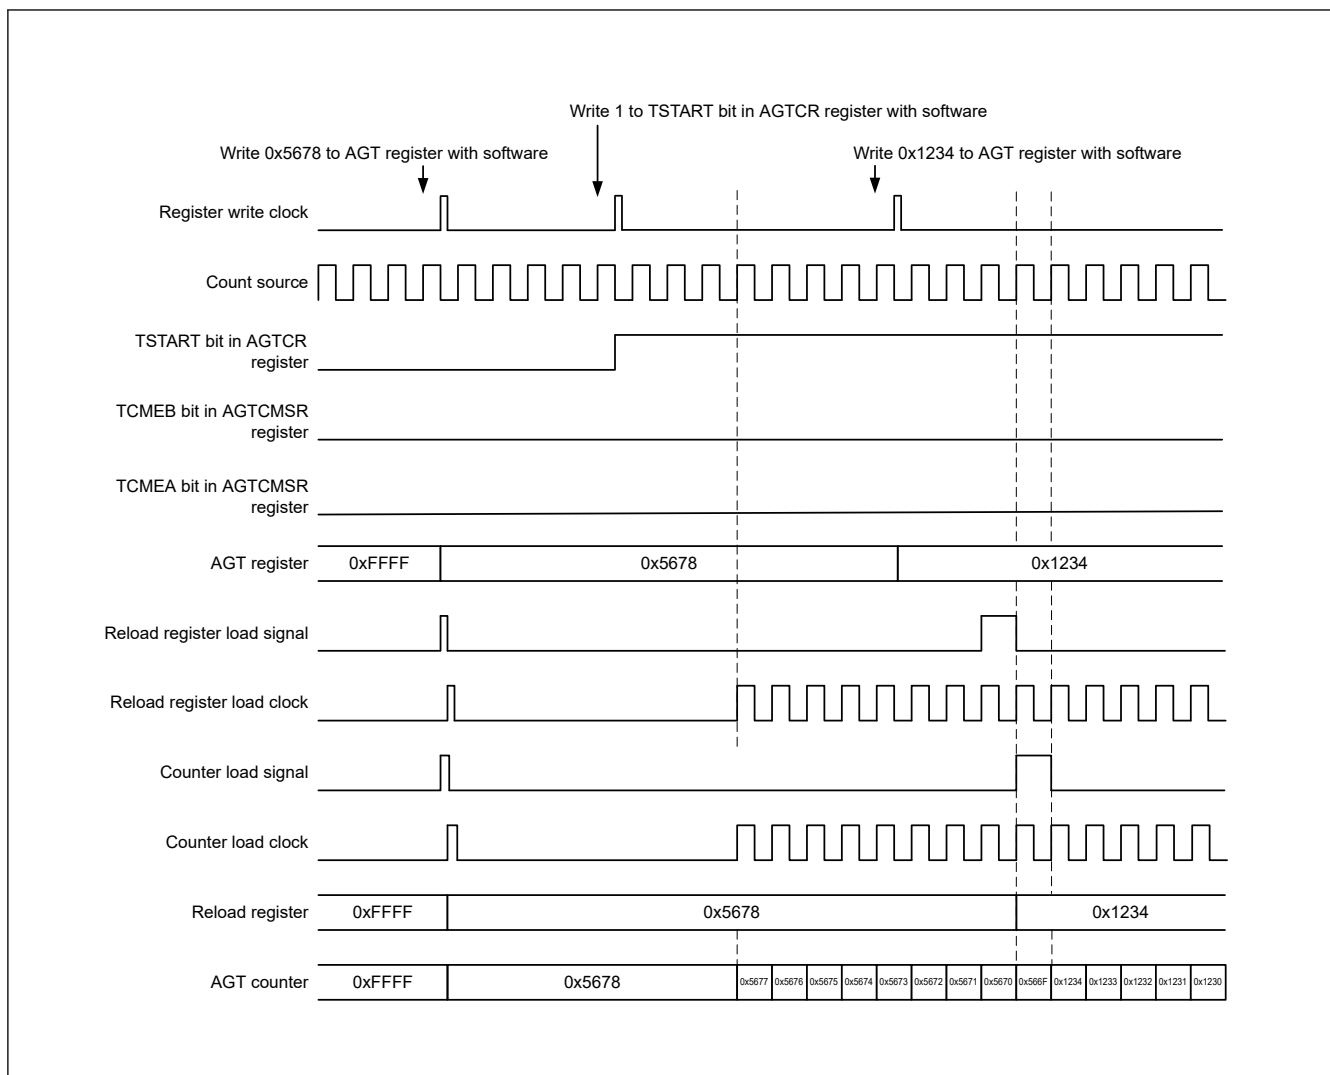 Write 1 to TSTART bit in AGTCR register with software
Write 0x5678 to AGT register with software
Write 0x1234 to AGT register with software
Register write clock
Count source
TSTART bit in AGTCR
register
TCMEB bit in AGTCMSR
register
TCMEA bit in AGTCMSR
register
AGT register 0xFFFF 0x5678 0x1234
Reload register load signal
Reload register load clock
Counter load signal
Counter load clock
Reload register 0xFFFF 0x5678 0x1234
AGT counter 0xFFFF 0x5678 0x5677 0x5676 0x5675 0x5674 0x5673 0x5672 0x5671 0x5670 0x566F 0x1234 0x1233 0x1232 0x1231 0x1230